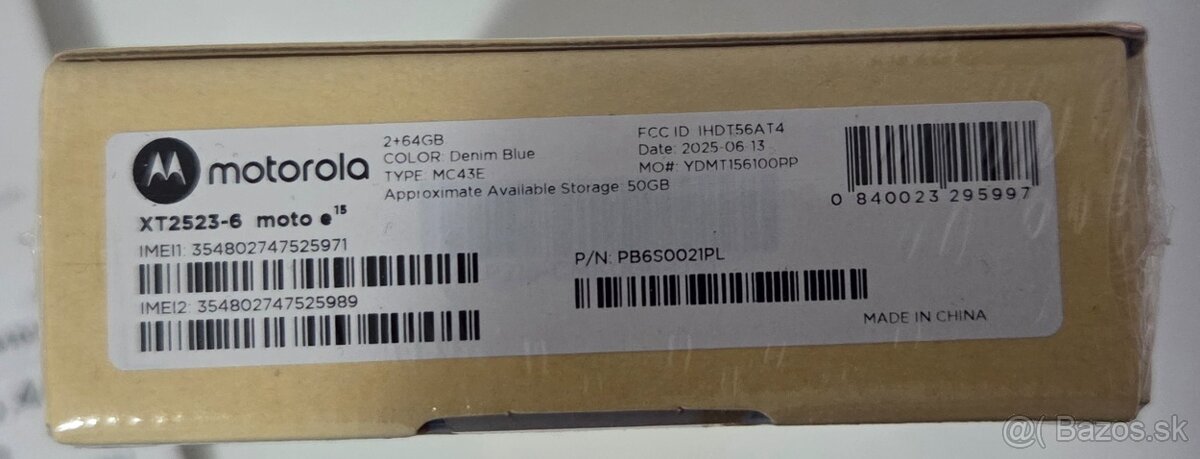 motorola
2+64GB
COLOR: Denim Blue
TYPE: MC43E
Approximate Available Storage: 50GB
FCC ID IHDT56AT4
Date: 2025-06-13
MO#: YDMT156100PP
0 840023 295997
XT2523-6 moto e15
IMEI1: 354802747525971
IMEI2: 354802747525989
P/N: PB6S0021PL
MADE IN CHINA
@( Bazos.sk